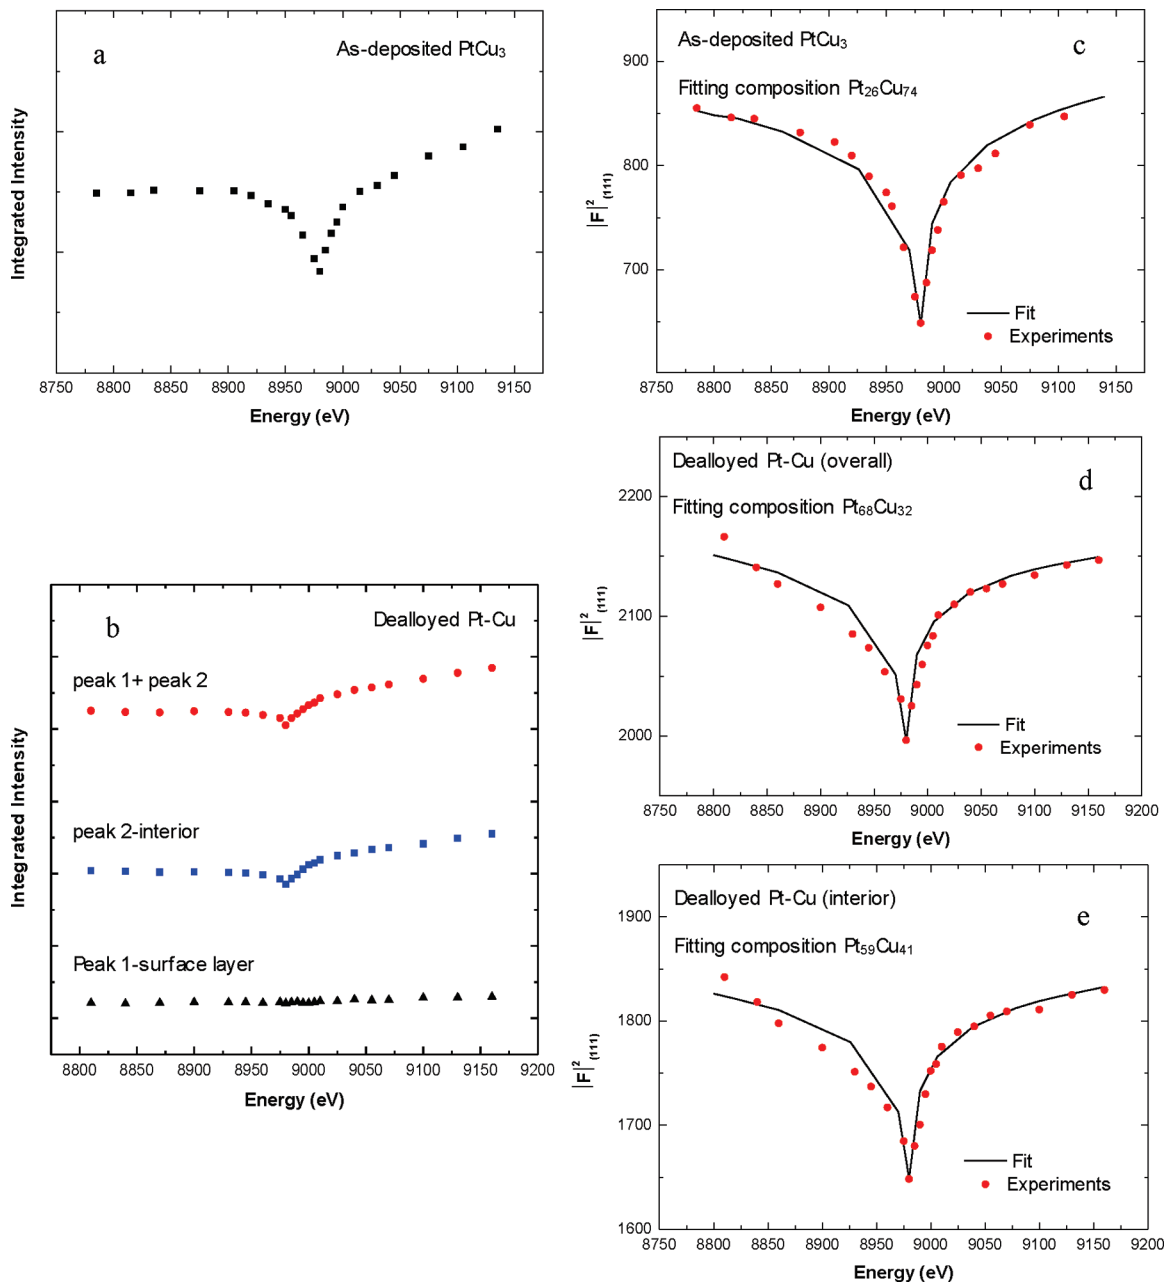 a
As-deposited PtCu₃
Integrated Intensity
8750 8800 8850 8900 8950 9000 9050 9100 9150
Energy (eV)
b
Dealloyed Pt-Cu
peak 1+ peak 2
peak 2-interior
Peak 1-surface layer
Integrated Intensity
8800 8850 8900 8950 9000 9050 9100 9150 9200
Energy (eV)
As-deposited PtCu₃
c
Fitting composition Pt₂₆Cu₇₄
900
800
700
|F|²(111)
Fit
Experiments
8750 8800 8850 8900 8950 9000 9050 9100 9150
Energy (eV)
Dealloyed Pt-Cu (overall)
d
Fitting composition Pt₆₈Cu₃₂
2200
2100
2000
|F|²(111)
Fit
Experiments
8750 8800 8850 8900 8950 9000 9050 9100 9150 9200
Energy (eV)
Dealloyed Pt-Cu (interior)
e
Fitting composition Pt₅₉Cu₄₁
1900
1800
1700
1600
|F|²(111)
Fit
Experiments
8750 8800 8850 8900 8950 9000 9050 9100 9150 9200
Energy (eV)